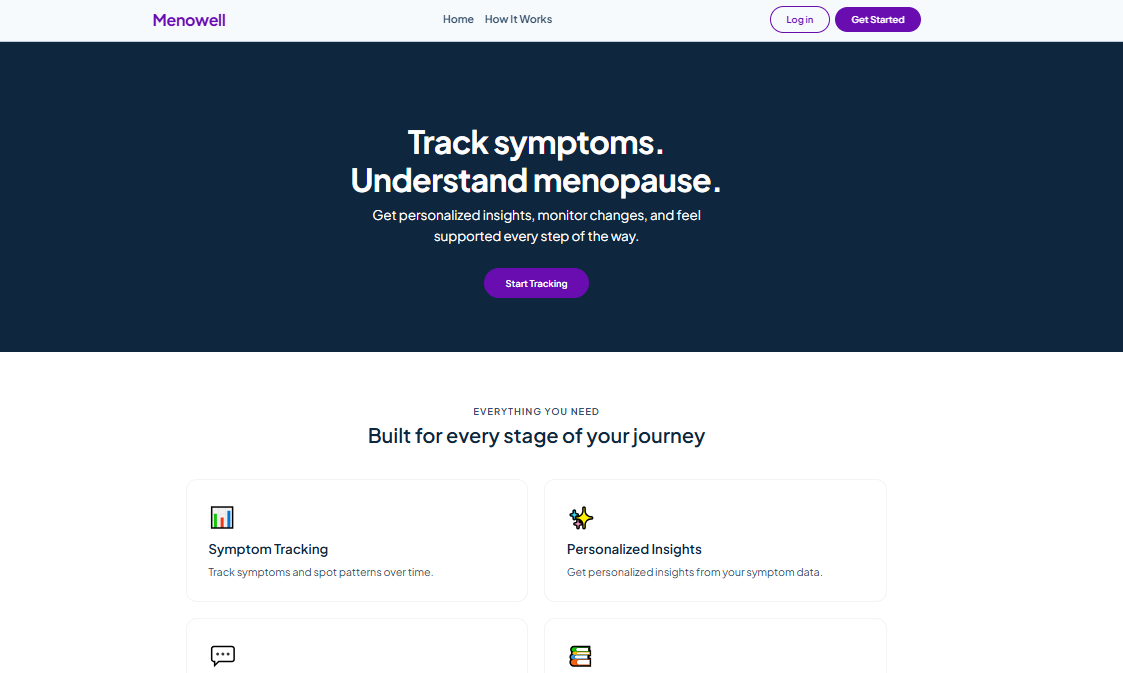 Menowell
Home
How It Works
Log in
Get Started
Track symptoms.
Understand menopause.
Get personalized insights, monitor changes, and feel
supported every step of the way.
Start Tracking
EVERYTHING YOU NEED
Built for every stage of your journey
Symptom Tracking
Track symptoms and spot patterns over time.
Personalized Insights
Get personalized insights from your symptom data.